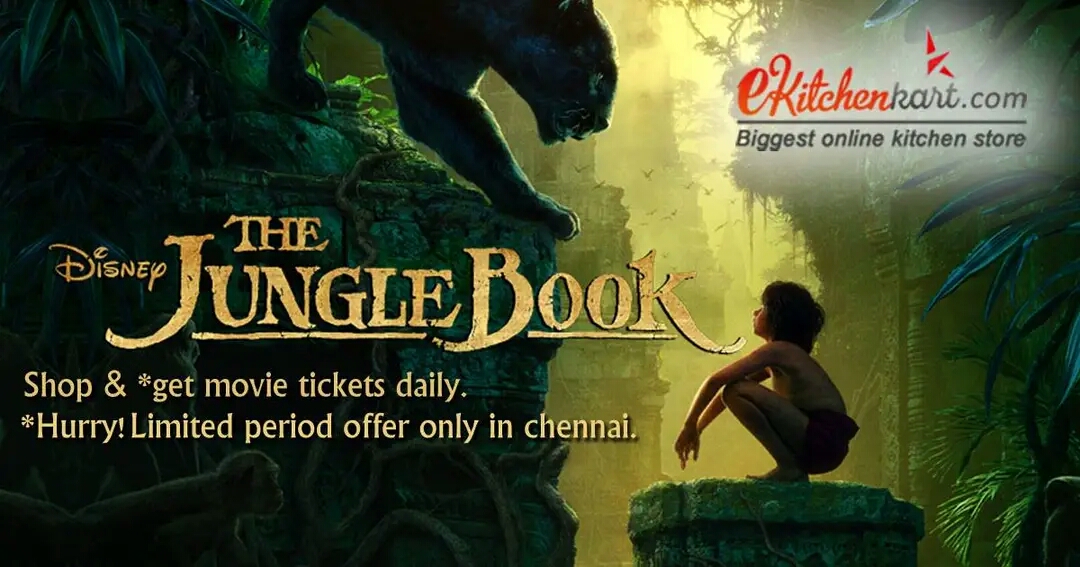 eKitchenkart.com
Biggest online kitchen store
Disney
THE
JUNGLE BOOK
Shop & *get movie tickets daily.
*Hurry! Limited period offer only in chennai.